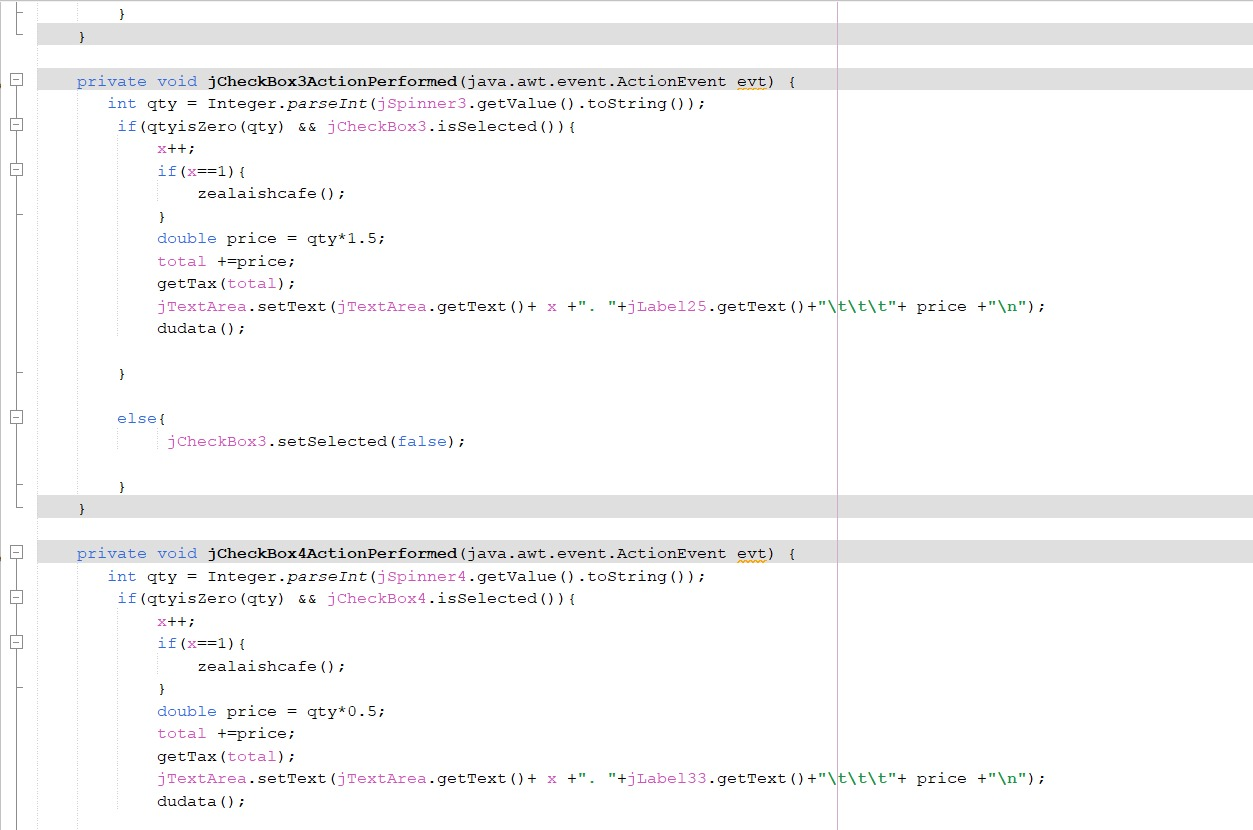 }
}
private void jCheckBox3ActionPerformed(java.awt.event.ActionEvent evt) {
int qty = Integer.parseInt(jSpinner3.getValue().toString());
if(qtyisZero(qty) && jCheckBox3.isSelected()){
x++;
if(x==1){
zealaishcafe();
}
double price = qty*1.5;
total +=price;
getTax(total);
jTextArea.setText(jTextArea.getText()+ x +". "+jLabel25.getText()+"\t\t\t"+ price +"\n");
dudata();
}
else{
jCheckBox3.setSelected(false);
}
}
private void jCheckBox4ActionPerformed(java.awt.event.ActionEvent evt) {
int qty = Integer.parseInt(jSpinner4.getValue().toString());
if(qtyisZero(qty) && jCheckBox4.isSelected()){
x++;
if(x==1){
zealaishcafe();
}
double price = qty*0.5;
total +=price;
getTax(total);
jTextArea.setText(jTextArea.getText()+ x +". "+jLabel33.getText()+"\t\t\t"+ price +"\n");
dudata();